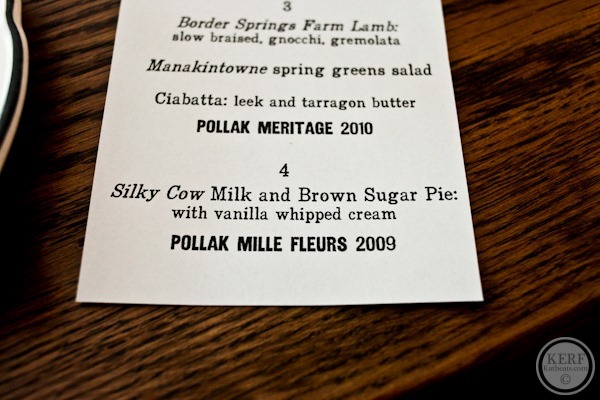 3
Border Springs Farm Lamb:
slow braised, gnocchi, gremolata
Manakintowne spring greens salad
Ciabatta: leek and tarragon butter
POLLAK MERITAGE 2010
4
Silky Cow Milk and Brown Sugar Pie:
with vanilla whipped cream
POLLAK MILLE FLEURS 2009
KERF
Katheats.com
©